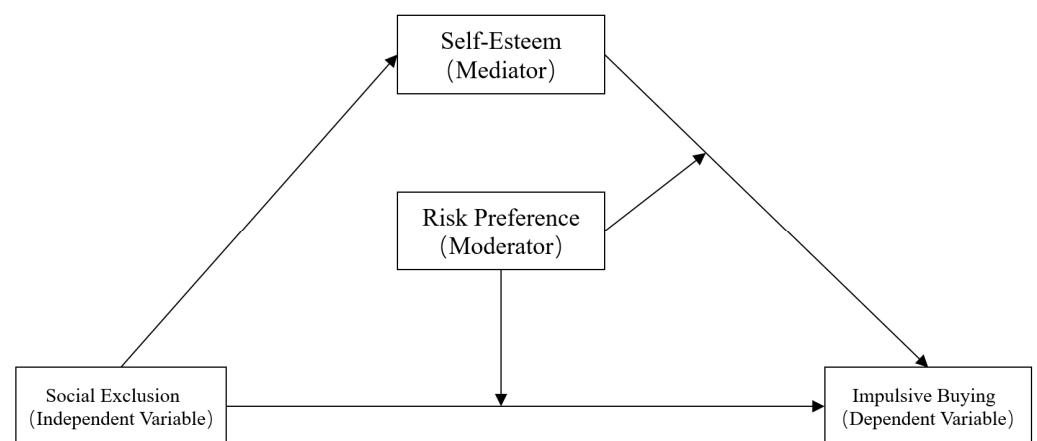 Self-Esteem
（Mediator）
Risk Preference
（Moderator）
Social Exclusion
（Independent Variable）
Impulsive Buying
（Dependent Variable）